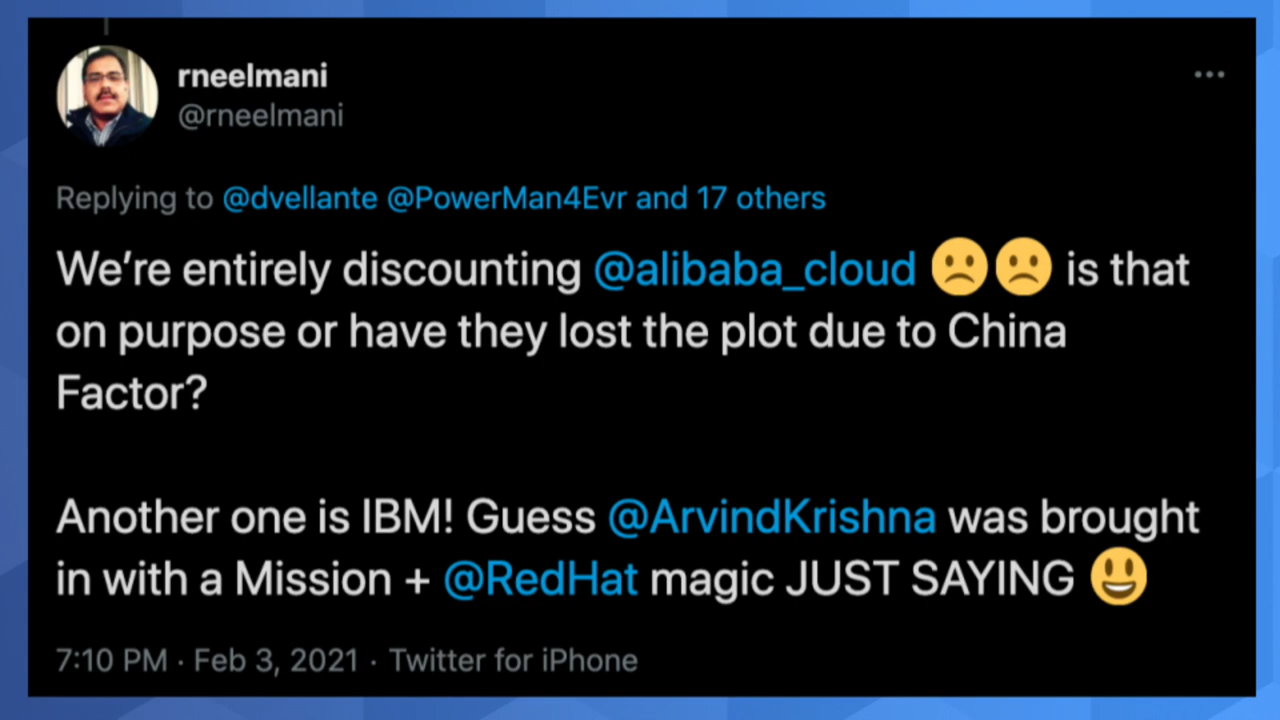 rneelmani
@rneelmani
Replying to @dvellante @PowerMan4Evr and 17 others
We're entirely discounting @alibaba_cloud 🙁🙁 is that
on purpose or have they lost the plot due to China
Factor?
Another one is IBM! Guess @ArvindKrishna was brought
in with a Mission + @RedHat magic JUST SAYING 😃
7:10 PM · Feb 3, 2021 · Twitter for iPhone